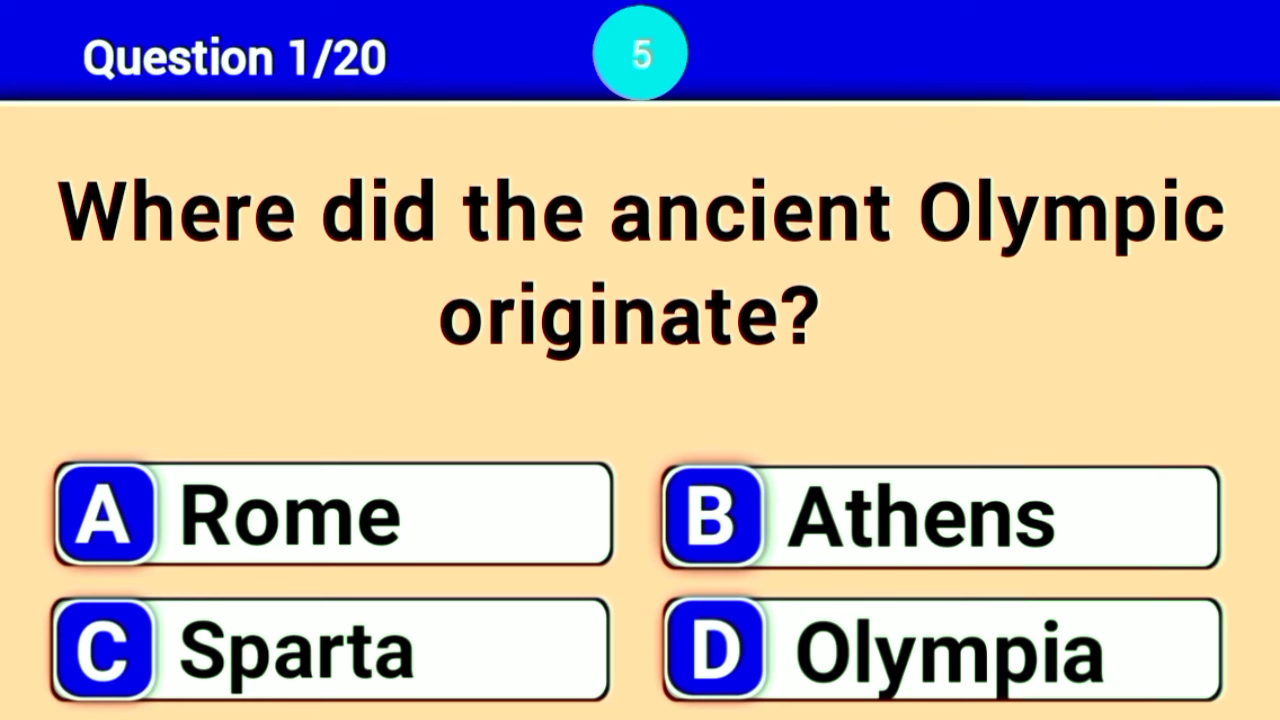 Question 1/20
5
Where did the ancient Olympic
originate?
A Rome
B Athens
C Sparta
D Olympia